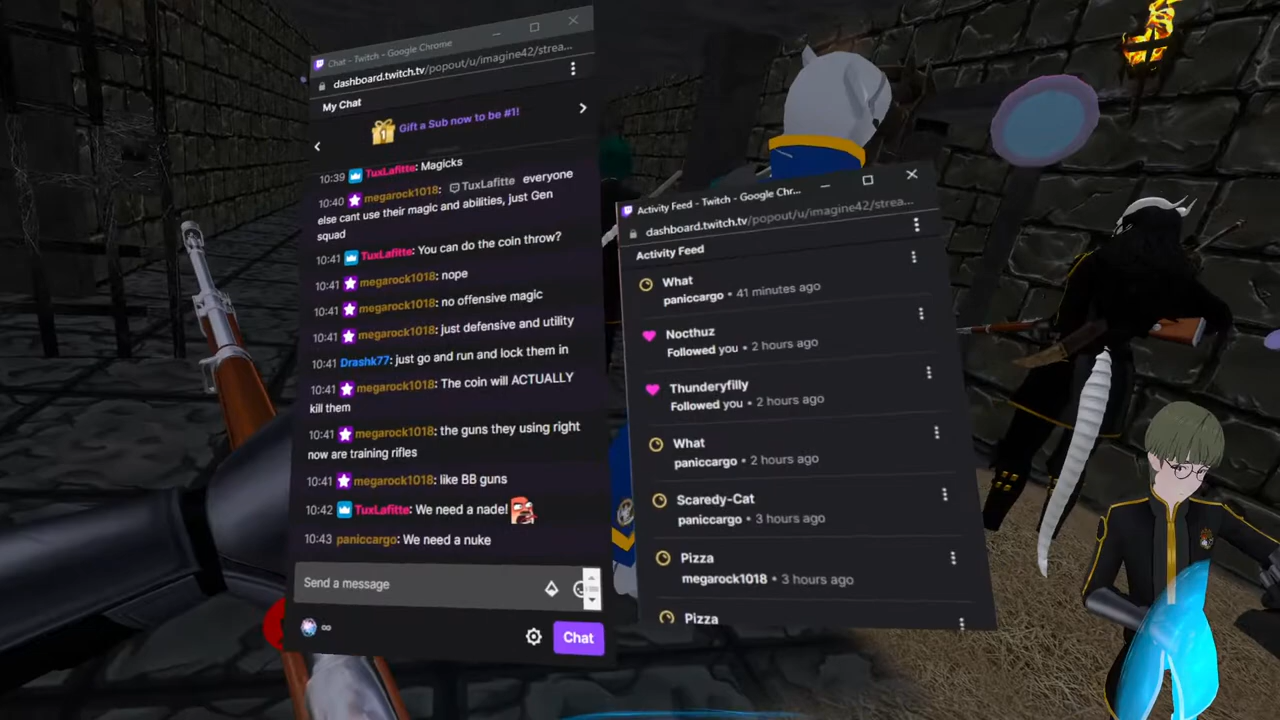 Chat - Twitch - Google Chrome
dashboard.twitch.tv/popout/u/imagine42/strea...
My Chat
1
Gift a Sub now to be #1!
10:39 TuxLafitte: Magicks
10:40 megarock1018: TuxLafitte everyone
else cant use their magic and abilities, just Gen
squad
10:41 TuxLafitte: You can do the coin throw?
10:41 megarock1018: nope
10:41 megarock1018: no offensive magic
10:41 megarock1018: just defensive and utility
10:41 Drashk77: just go and run and lock them in
10:41 megarock1018: The coin will ACTUALLY
kill them
10:41 megarock1018: the guns they using right
now are training rifles
10:41 megarock1018: like BB guns
10:42 TuxLafitte: We need a nade!
10:43 paniccargo: We need a nuke
Send a message
∞
Chat
Activity Feed - Twitch - Google Chr...
dashboard.twitch.tv/popout/u/imagine42/strea...
Activity Feed
What
paniccargo • 41 minutes ago
Nocthuz
Followed you • 2 hours ago
Thunderyfilly
Followed you • 2 hours ago
What
paniccargo • 2 hours ago
Scaredy-Cat
paniccargo • 3 hours ago
Pizza
megarock1018 • 3 hours ago
Pizza